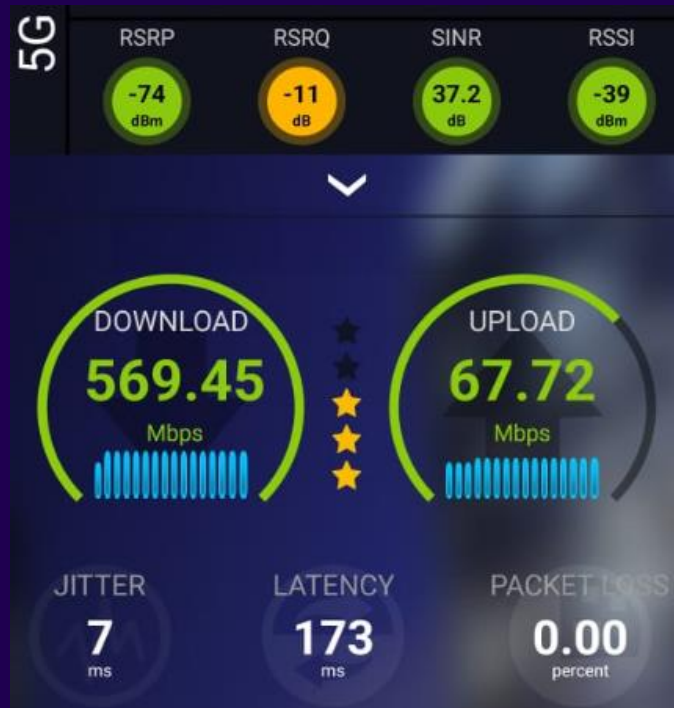 5G
RSRP RSRQ SINR RSSI
-74 -11 37.2 -39
dBm dB dB dBm
DOWNLOAD UPLOAD
569.45 67.72
Mbps Mbps
JITTER LATENCY PACKET LOSS
7 173 0.00
ms ms percent